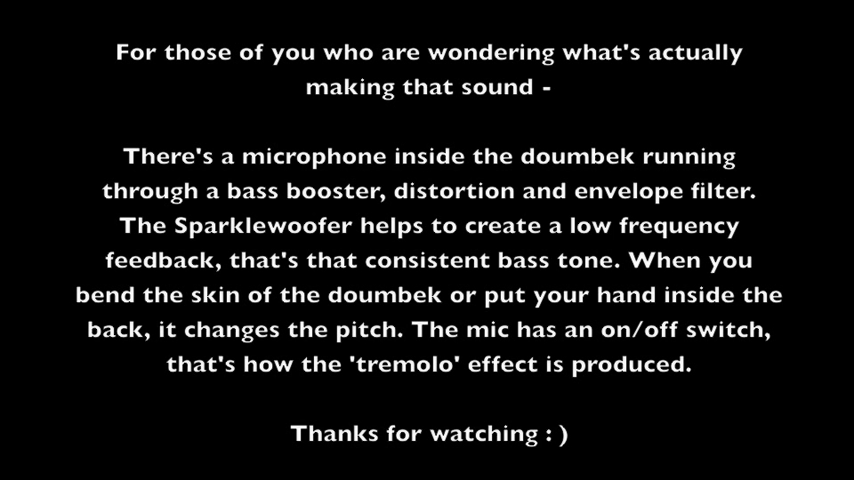 For those of you who are wondering what's actually
making that sound -
There's a microphone inside the doumbek running
through a bass booster, distortion and envelope filter.
The Sparklewoofer helps to create a low frequency
feedback, that's that consistent bass tone. When you
bend the skin of the doumbek or put your hand inside the
back, it changes the pitch. The mic has an on/off switch,
that's how the 'tremolo' effect is produced.
Thanks for watching : )